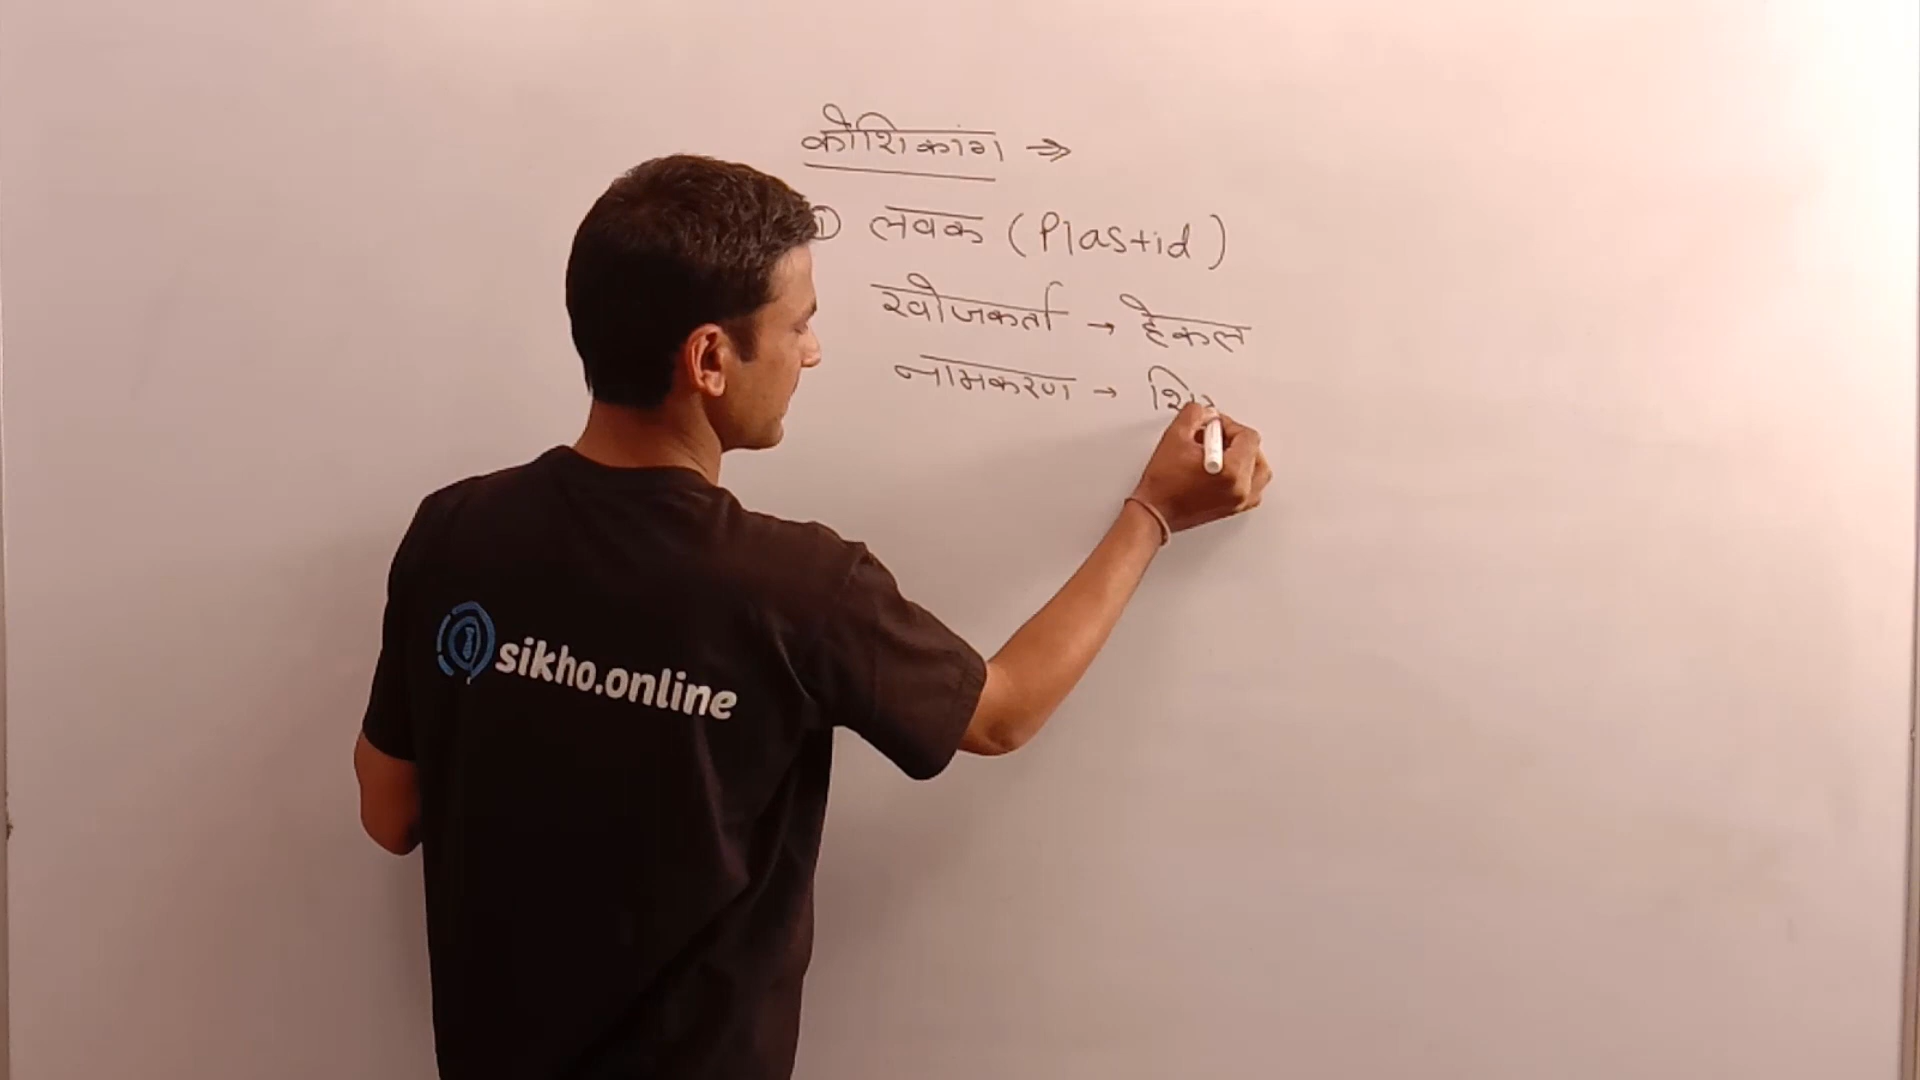 कोशिकांग ⇒
① लवक (Plastid)
खोजकर्ता → हेकल
नामकरण →
sikho.online